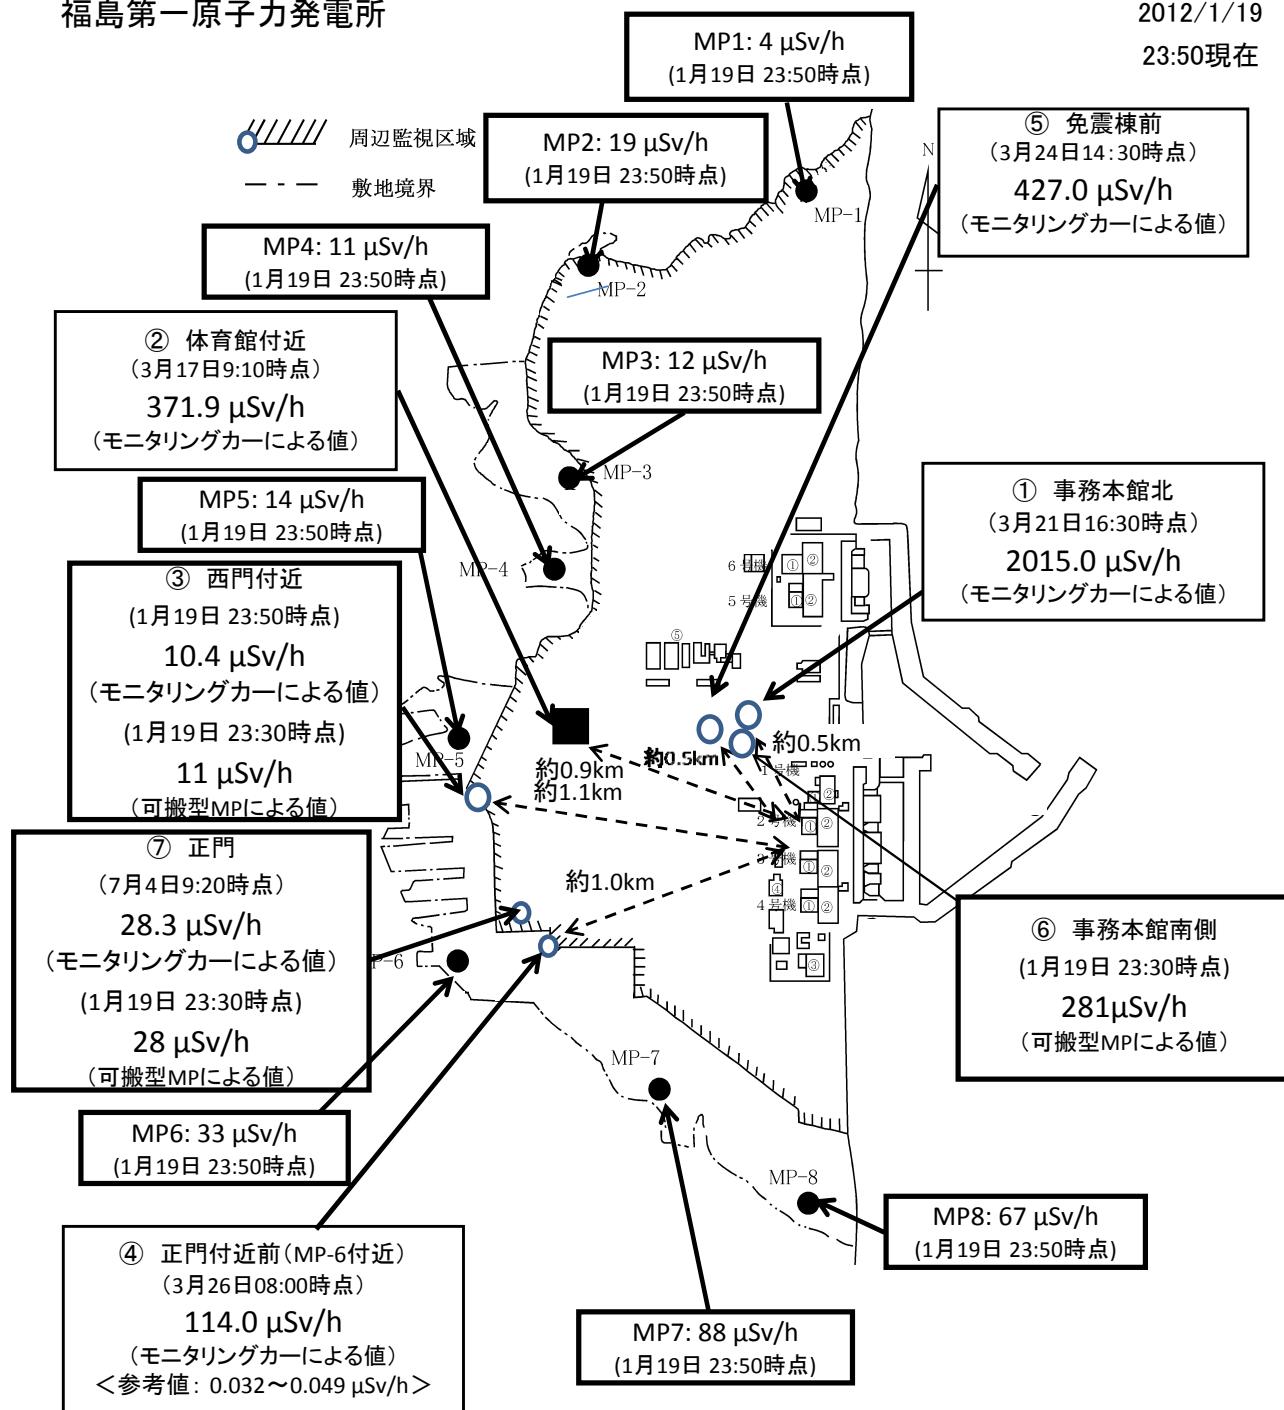 福島第一原子力発電所
2012/1/19
23:50現在
MP1: 4 μSv/h
(1月19日 23:50時点)
周辺監視区域
敷地境界
MP2: 19 μSv/h
(1月19日 23:50時点)
⑤ 免震棟前
(3月24日14:30時点)
427.0 μSv/h
(モニタリングカーによる値)
N
MP-1
MP4: 11 μSv/h
(1月19日 23:50時点)
MP-2
② 体育館付近
(3月17日9:10時点)
371.9 μSv/h
(モニタリングカーによる値)
MP3: 12 μSv/h
(1月19日 23:50時点)
MP-3
MP5: 14 μSv/h
(1月19日 23:50時点)
① 事務本館北
(3月21日16:30時点)
2015.0 μSv/h
(モニタリングカーによる値)
MP-4
6号機
① ②
5号機
① ②
③ 西門付近
(1月19日 23:50時点)
10.4 μSv/h
(モニタリングカーによる値)
(1月19日 23:30時点)
11 μSv/h
(可搬型MPによる値)
⑤
MP-5
約0.9km
約1.1km
約0.5km
約0.5km
1号機
① ②
2号機
① ②
3号機
① ②
④
4号機
① ②
③
約1.0km
⑦ 正門
(7月4日9:20時点)
28.3 μSv/h
(モニタリングカーによる値)
(1月19日 23:30時点)
28 μSv/h
(可搬型MPによる値)
P-6
⑥ 事務本館南側
(1月19日 23:30時点)
281μSv/h
(可搬型MPによる値)
MP-7
MP6: 33 μSv/h
(1月19日 23:50時点)
MP-8
MP8: 67 μSv/h
(1月19日 23:50時点)
④ 正門付近前(MP-6付近)
(3月26日08:00時点)
114.0 μSv/h
(モニタリングカーによる値)
<参考値: 0.032～0.049 μSv/h>
MP7: 88 μSv/h
(1月19日 23:50時点)